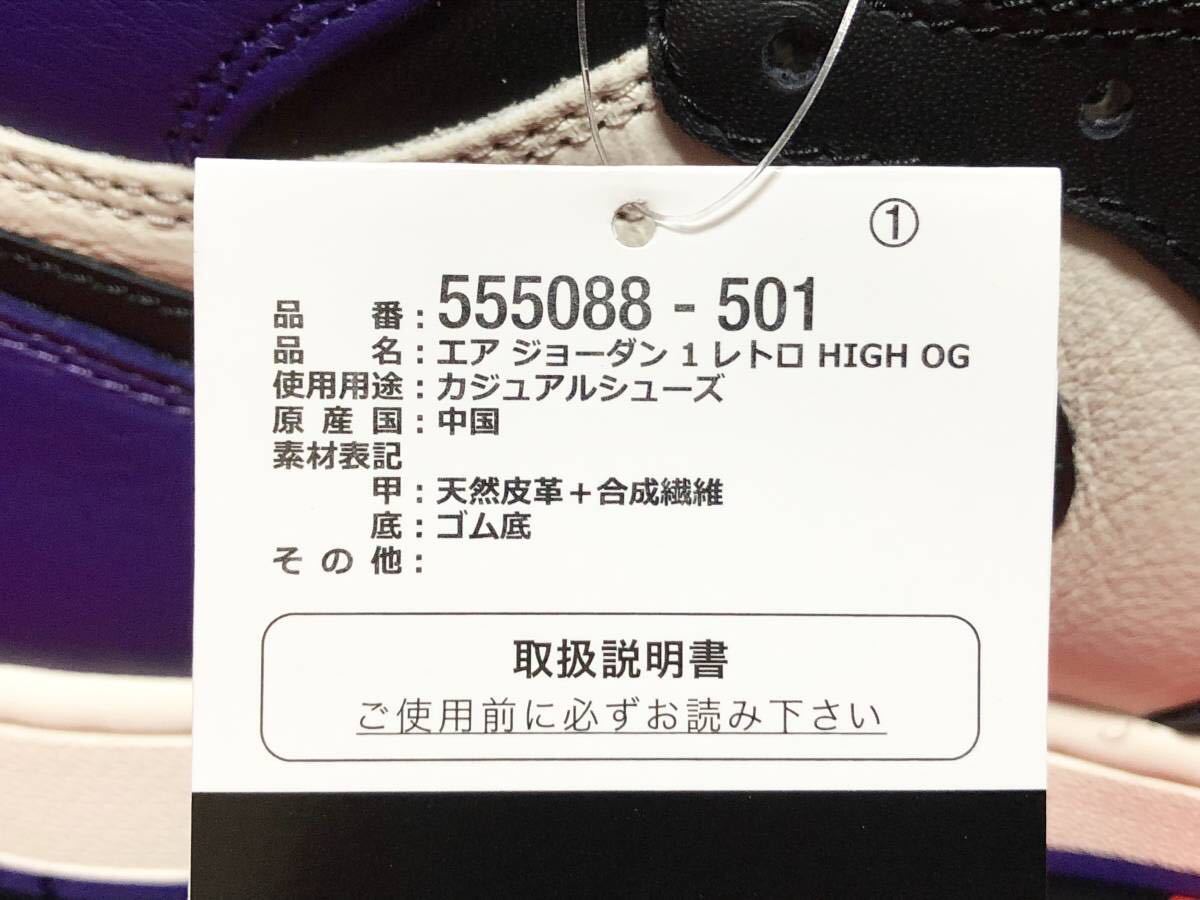 ①
品番：555088 - 501
品名：エア ジョーダン 1 レトロ HIGH OG
使用用途：カジュアルシューズ
原産国：中国
素材表記
甲：天然皮革＋合成繊維
底：ゴム底
その他：
取扱説明書
ご使用前に必ずお読み下さい